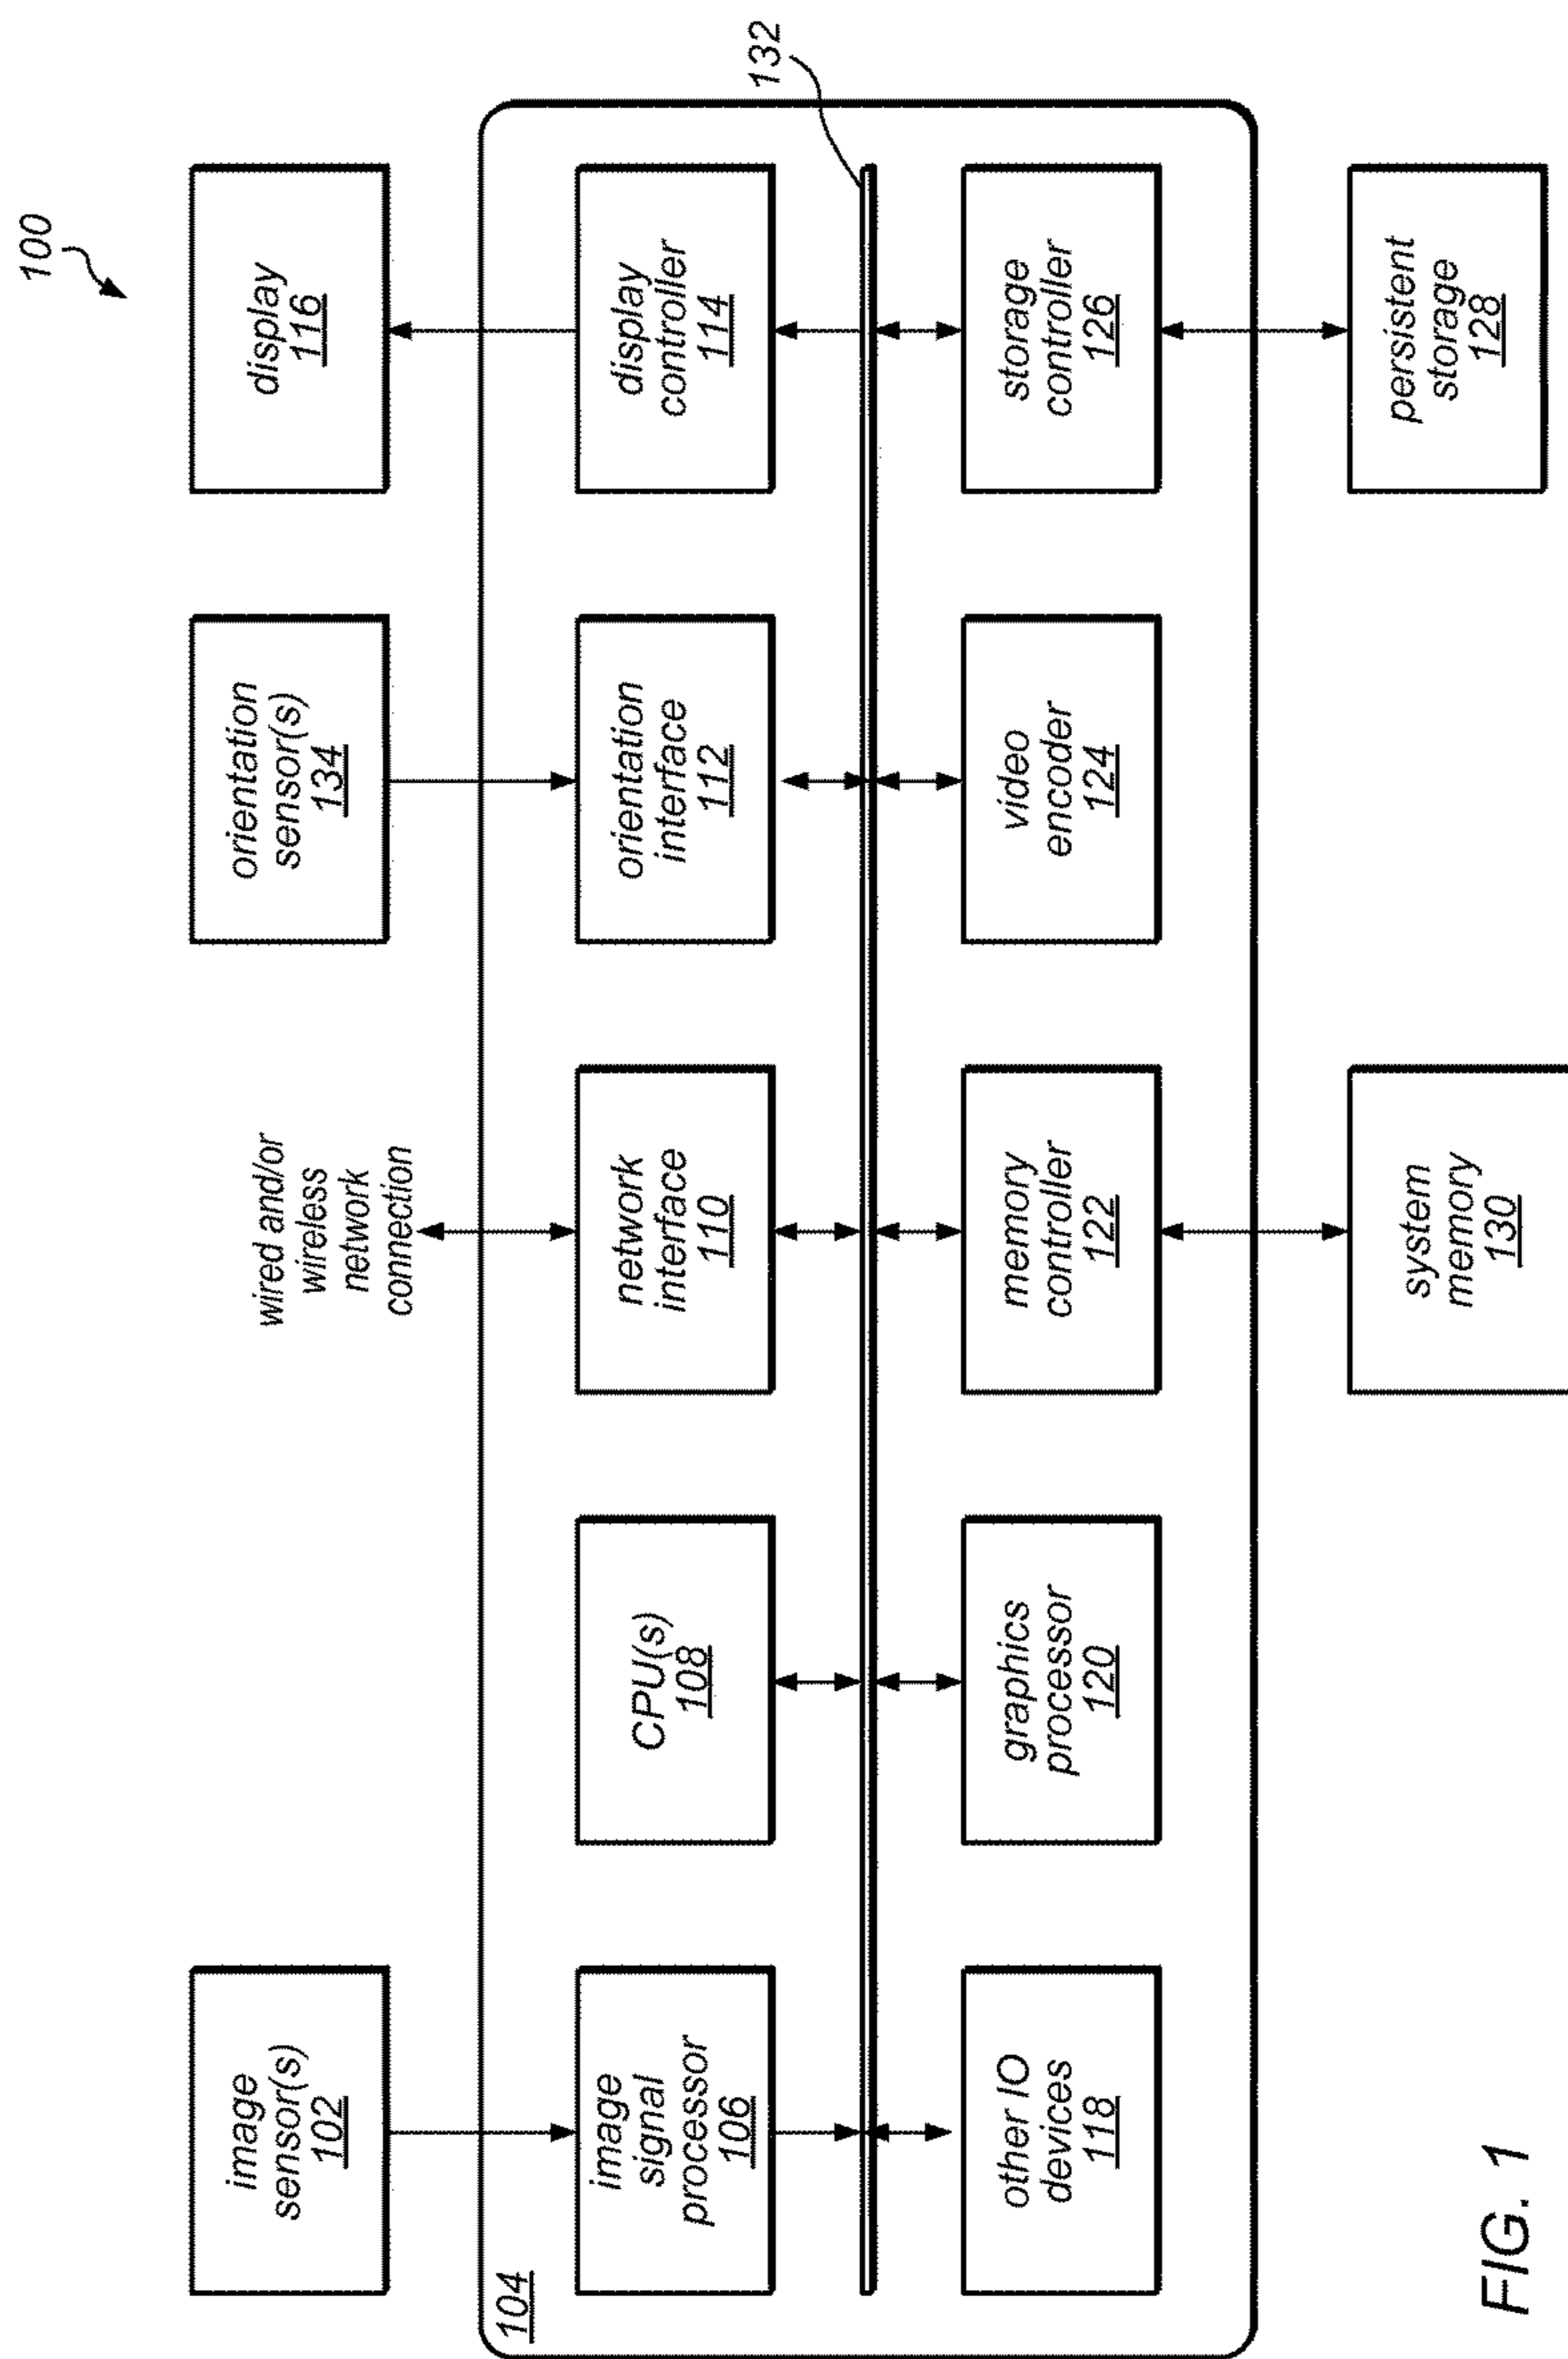 100
image
sensor(s)
102
wired and/or
wireless
network
connection
orientation
sensor(s)
134
display
116
104
image
signal
processor
106
CPU(s)
108
network
interface
110
orientation
interface
112
display
controller
114
132
other IO
devices
118
graphics
processor
120
memory
controller
122
video
encoder
124
storage
controller
126
system
memory
130
persistent
storage
128
FIG. 1